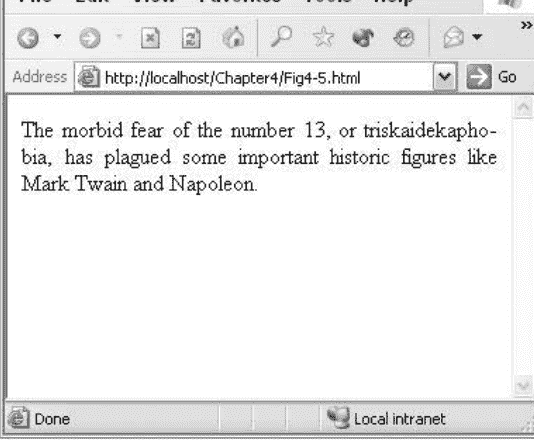 File Edit View Favorites Tools Help
Address http://localhost/Chapter4/Fig4-5.html Go
The morbid fear of the number 13, or triskaidekapho-
bia, has plagued some important historic figures like
Mark Twain and Napoleon.
Done Local intranet